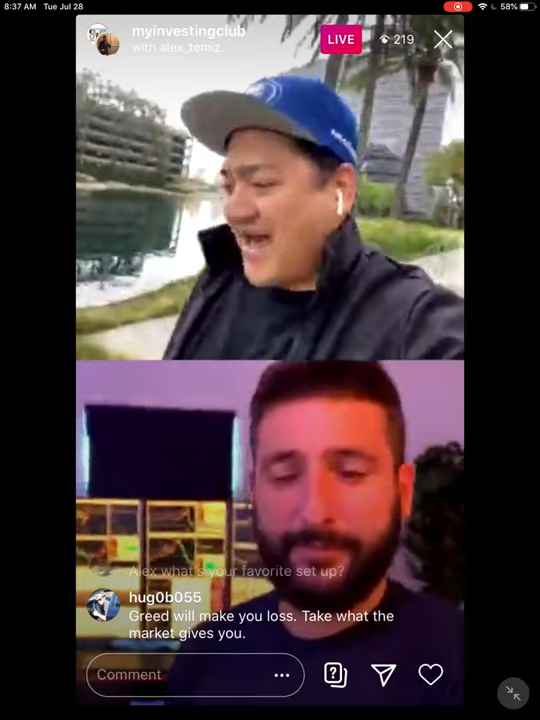 8:37 AM Tue Jul 28
58%
myinvestingclub
with alex_temiz
LIVE
219
Alex what's your favorite set up?
hug0b055
Greed will make you loss. Take what the
market gives you.
Comment